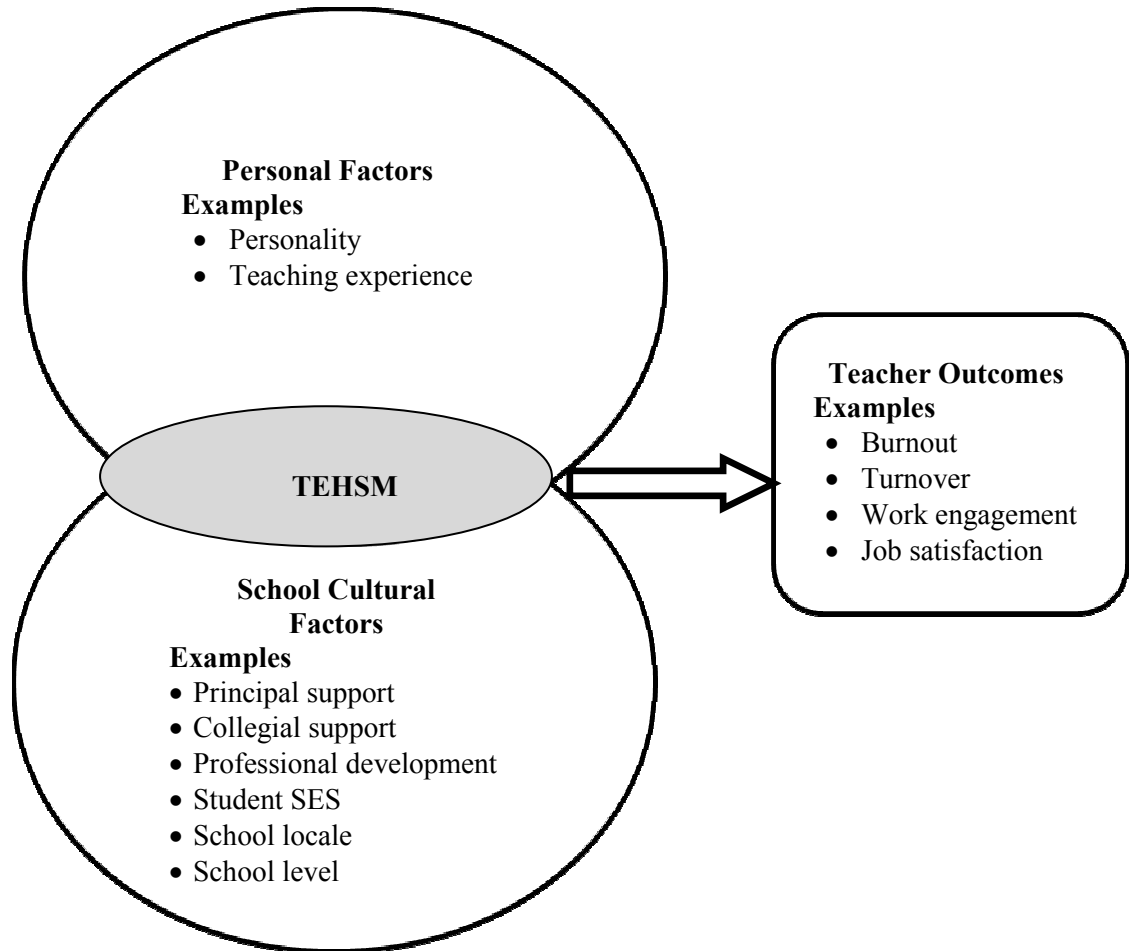 Personal Factors
Examples
• Personality
• Teaching experience
TEHSM
School Cultural
Factors
Examples
• Principal support
• Collegial support
• Professional development
• Student SES
• School locale
• School level
Teacher Outcomes
Examples
• Burnout
• Turnover
• Work engagement
• Job satisfaction